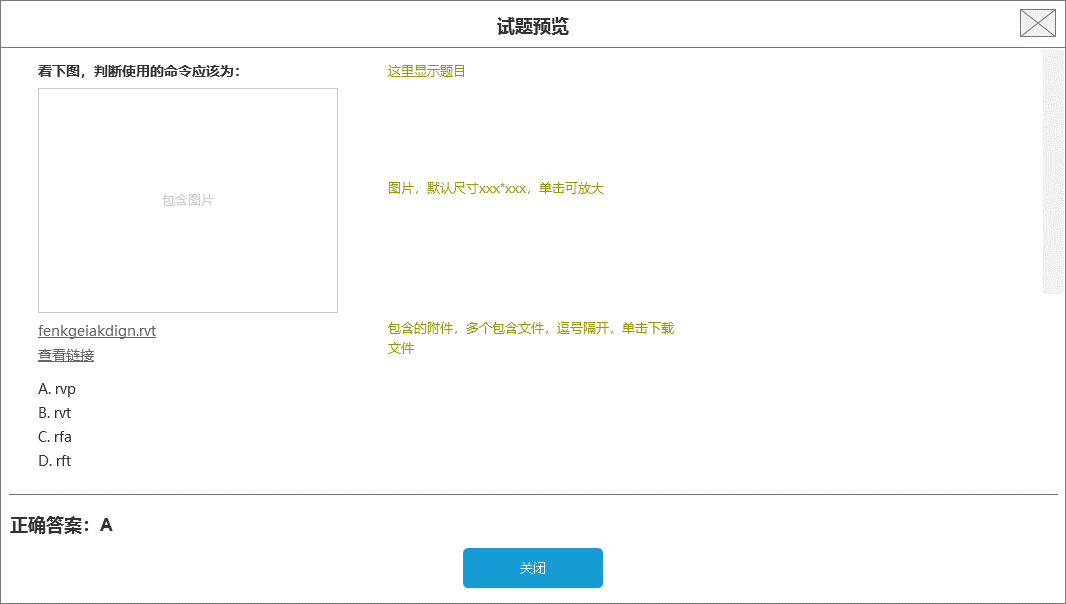 试题预览
看下图，判断使用的命令应该为：
这里显示题目
包含图片
图片，默认尺寸xxx*xxx，单击可放大
fenkgeiakdign.rvt
包含的附件，多个包含文件，逗号隔开，单击下载
文件
查看链接
A. rvp
B. rvt
C. rfa
D. rft
正确答案：A
关闭